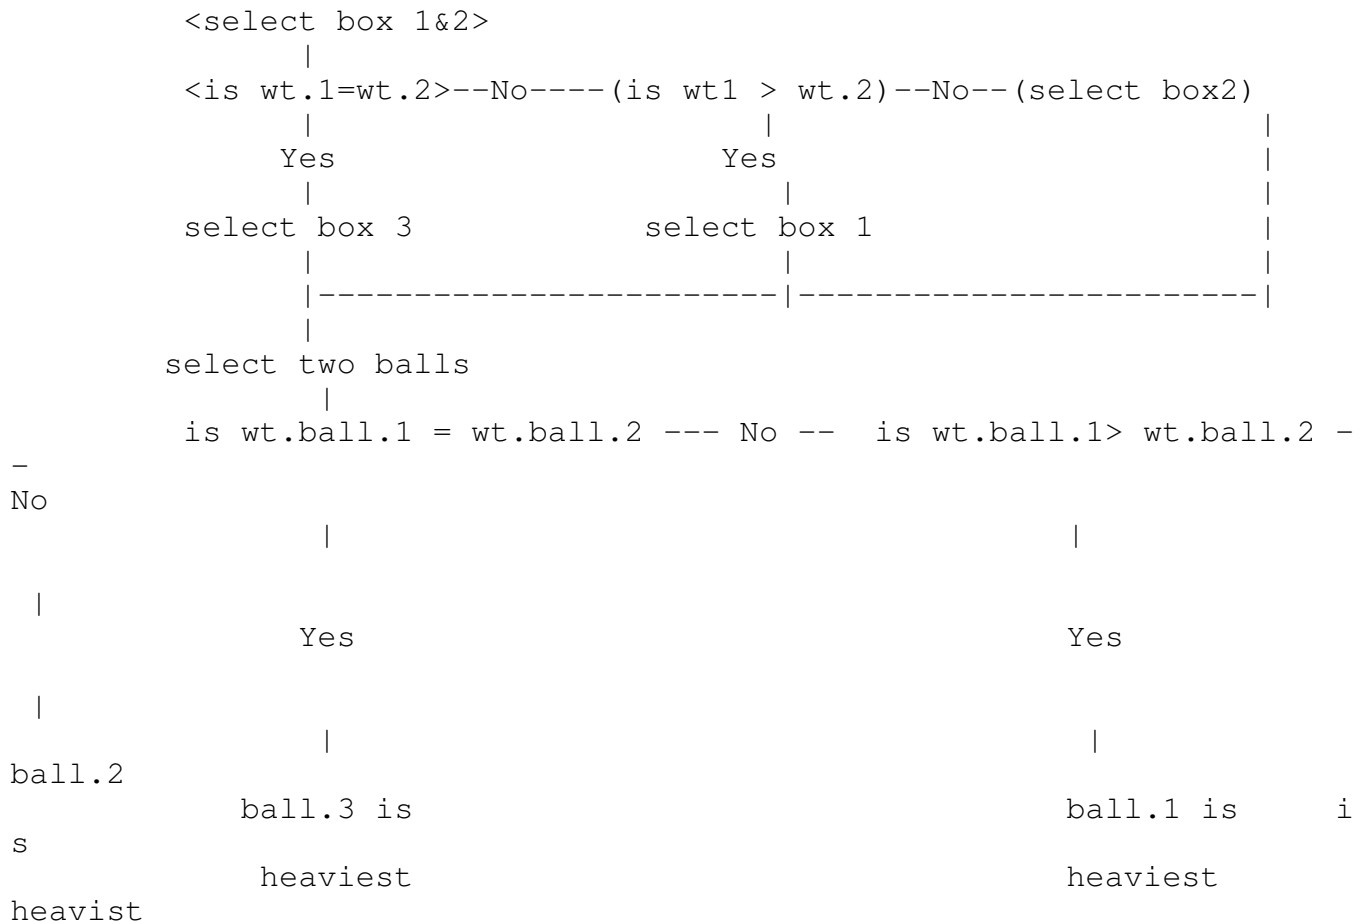 <select box 1&2>
|
<is wt.1=wt.2>--No----(is wt1 > wt.2)--No--(select box2)
| | |
Yes Yes |
| | |
select box 3 select box 1 |
| | |
|------------------------|------------------------|
|
select two balls
|
is wt.ball.1 = wt.ball.2 --- No -- is wt.ball.1> wt.ball.2 -
-
No
| |
|
Yes Yes
|
| |
ball.2
ball.3 is ball.1 is i
s
heaviest heaviest
heavist